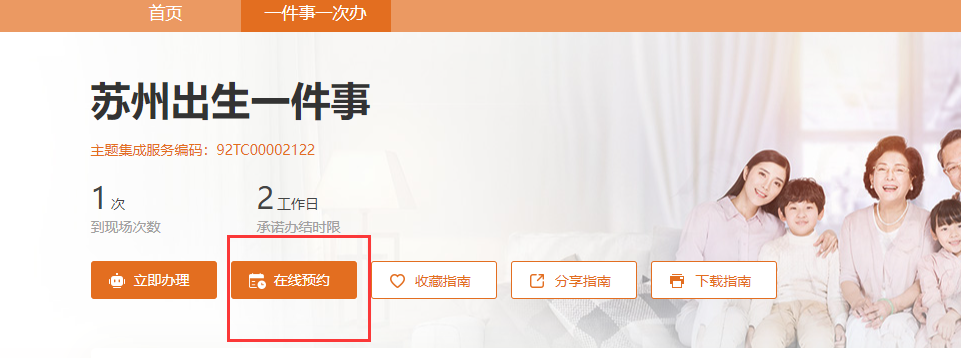 首页 一件事一次办
苏州出生一件事
主题集成服务编码：92TC00002122
1 次 2 工作日
到现场次数 承诺办结时限
立即办理 在线预约 收藏指南 分享指南 下载指南